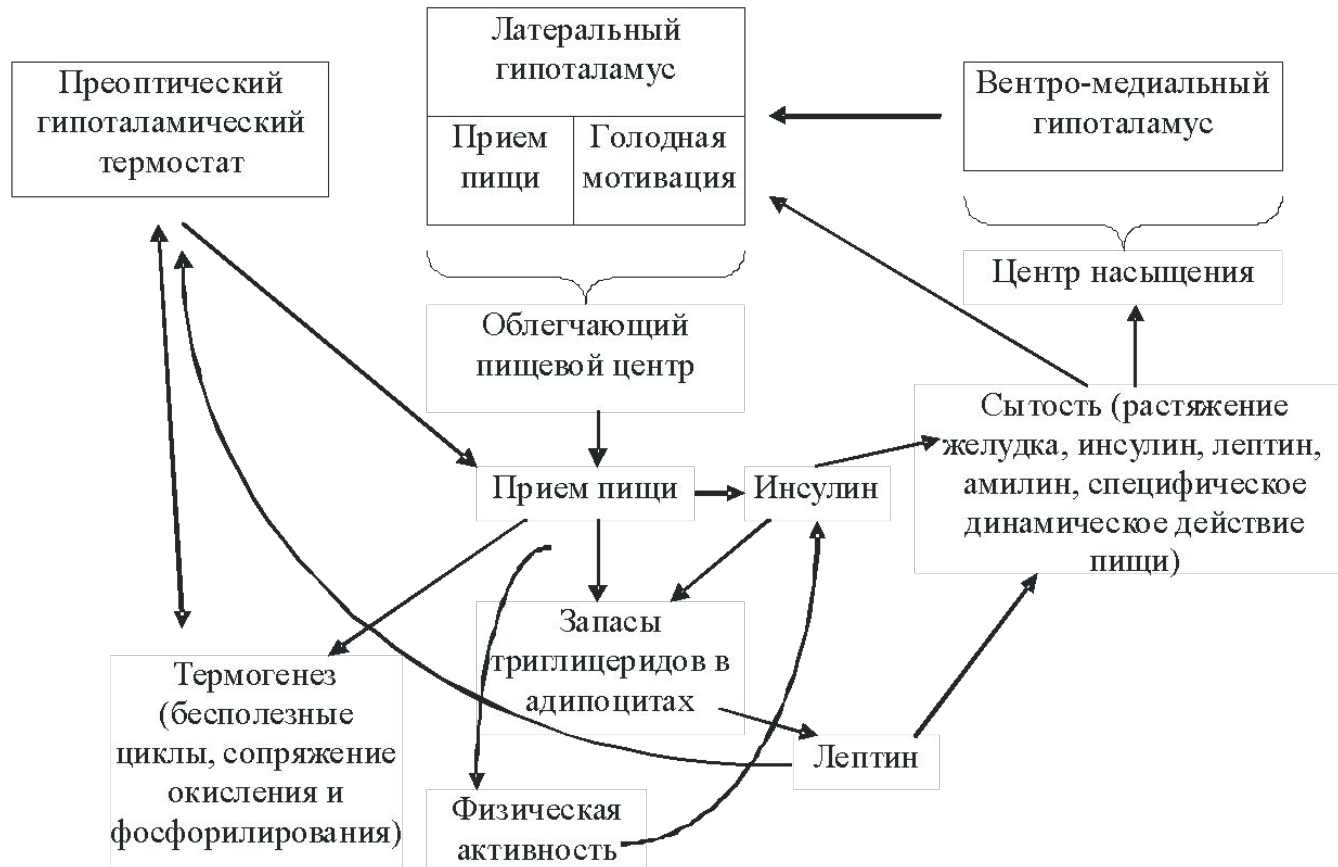 Преоптический
гипоталамический
термостат
Латеральный
гипоталамус
Прием
пищи
Голодная
мотивация
Вентро-медиальный
гипоталамус
Центр насыщения
Облегчающий
пищевой центр
Сытость (растяжение
желудка, инсулин, лептин,
амилин, специфическое
динамическое действие
пищи)
Прием пищи
Инсулин
Запасы
триглицеридов в
адипоцитах
Термогенез
(бесполезные
циклы, сопряжение
окисления и
фосфорилирования)
Лептин
Физическая
активность